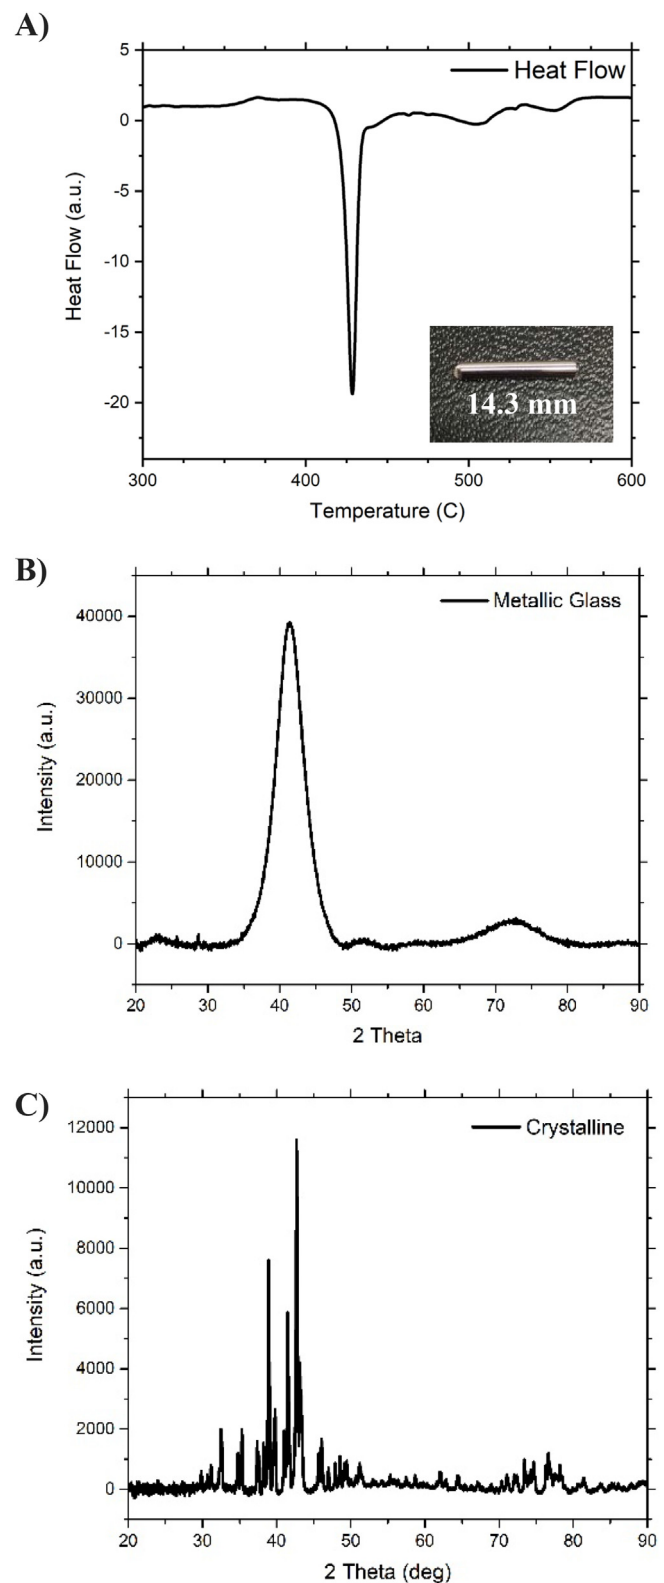 A)
Heat Flow
5
0
-5
-10
-15
-20
Heat Flow (a.u.)
14.3 mm
300
400
500
600
Temperature (C)
B)
Metallic Glass
40000
30000
20000
10000
0
Intensity (a.u.)
20
30
40
50
60
70
80
90
2 Theta
C)
Crystalline
12000
10000
8000
6000
4000
2000
0
Intensity (a.u.)
20
30
40
50
60
70
80
90
2 Theta (deg)